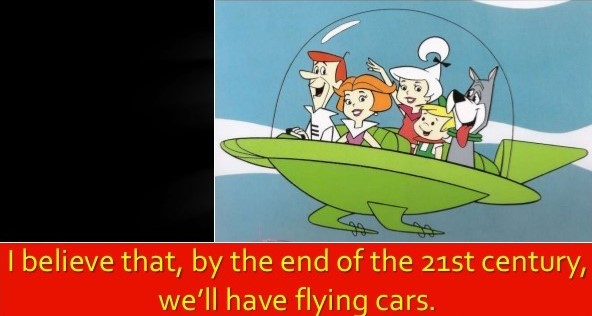 I believe that, by the end of the 21st century,
we'll have flying cars.